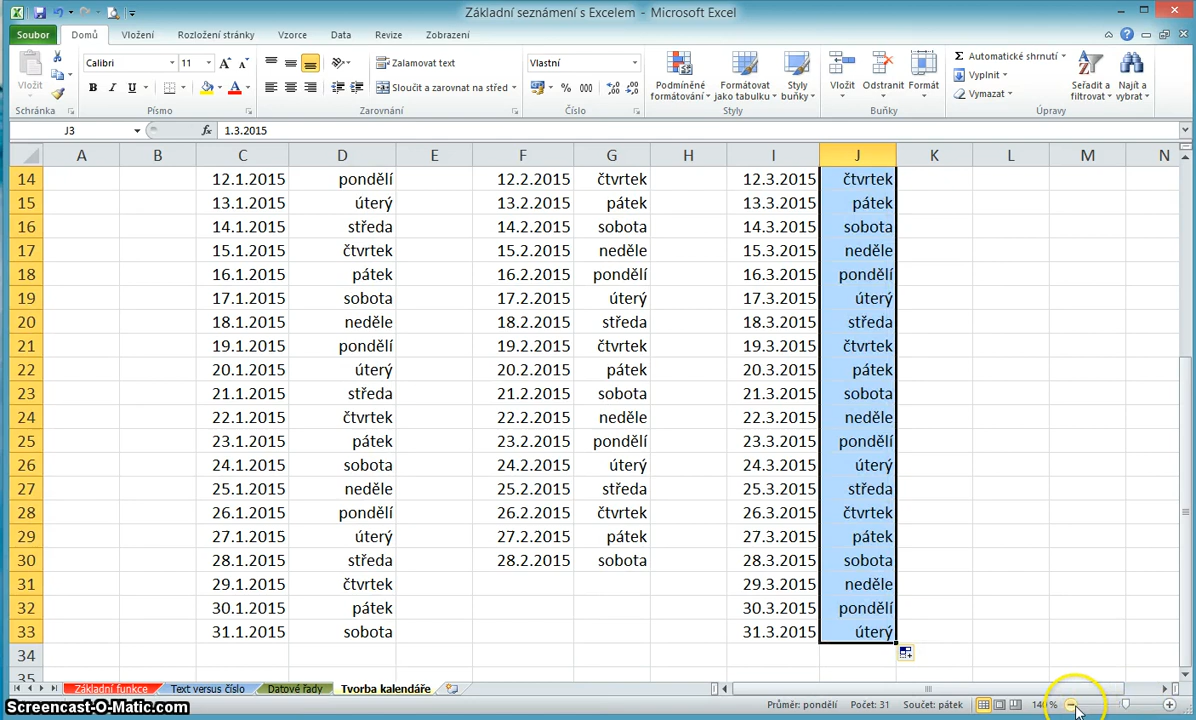 Základní seznámení s Excelem - Microsoft Excel
Soubor Domů Vložení Rozložení stránky Vzorce Data Revize Zobrazení
Vložit
Calibri 11
B I U A
Zalamovat text
Sloučit a zarovnat na střed
Vlastní
% 000
Podmíněné formátování
Formátovat jako tabulku
Styly buňky
Vložit Odstranit Formát
Σ Automatické shrnutí
Vyplnit
Vymazat
Seřadit a filtrovat
Najít a vybrat
Schránka Písmo Zarovnání Číslo Styly Buňky Úpravy
J3 fx 1.3.2015
A B C D E F G H I J K L M N
14 12.1.2015 pondělí 12.2.2015 čtvrtek 12.3.2015 čtvrtek
15 13.1.2015 úterý 13.2.2015 pátek 13.3.2015 pátek
16 14.1.2015 středa 14.2.2015 sobota 14.3.2015 sobota
17 15.1.2015 čtvrtek 15.2.2015 neděle 15.3.2015 neděle
18 16.1.2015 pátek 16.2.2015 pondělí 16.3.2015 pondělí
19 17.1.2015 sobota 17.2.2015 úterý 17.3.2015 úterý
20 18.1.2015 neděle 18.2.2015 středa 18.3.2015 středa
21 19.1.2015 pondělí 19.2.2015 čtvrtek 19.3.2015 čtvrtek
22 20.1.2015 úterý 20.2.2015 pátek 20.3.2015 pátek
23 21.1.2015 středa 21.2.2015 sobota 21.3.2015 sobota
24 22.1.2015 čtvrtek 22.2.2015 neděle 22.3.2015 neděle
25 23.1.2015 pátek 23.2.2015 pondělí 23.3.2015 pondělí
26 24.1.2015 sobota 24.2.2015 úterý 24.3.2015 úterý
27 25.1.2015 neděle 25.2.2015 středa 25.3.2015 středa
28 26.1.2015 pondělí 26.2.2015 čtvrtek 26.3.2015 čtvrtek
29 27.1.2015 úterý 27.2.2015 pátek 27.3.2015 pátek
30 28.1.2015 středa 28.2.2015 sobota 28.3.2015 sobota
31 29.1.2015 čtvrtek 29.3.2015 neděle
32 30.1.2015 pátek 30.3.2015 pondělí
33 31.1.2015 sobota 31.3.2015 úterý
34
35
Základní funkce Text versus číslo Datové řady Tvorba kalendáře
Průměr: pondělí Počet: 31 Součet: pátek 140 %
Screencast-O-Matic.com